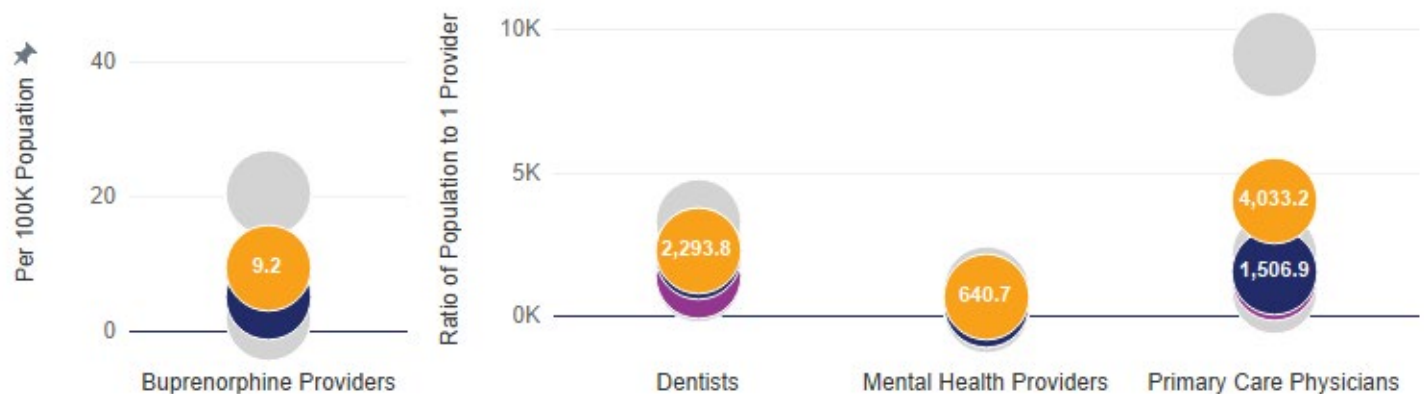 Per 100K Popuation
40
20
0
9.2
Buprenorphine Providers
Ratio of Population to 1 Provider
10K
5K
0K
2,293.8
640.7
4,033.2
1,506.9
Dentists
Mental Health Providers
Primary Care Physicians